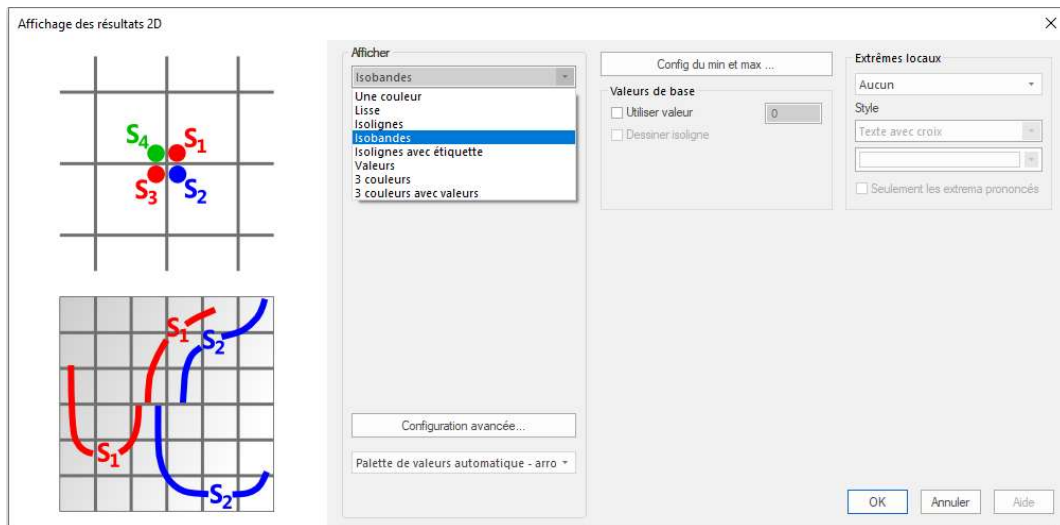 Affichage des résultats 2D
S4 S1
S3 S2
S1
S2
S1
S2
Afficher
Isobandes
Une couleur
Lisse
Isolignes
Isobandes
Isolignes avec étiquette
Valeurs
3 couleurs
3 couleurs avec valeurs
Configuration avancée...
Palette de valeurs automatique - arro
Config du min et max ...
Valeurs de base
Utiliser valeur 0
Dessiner isoligne
Extrêmes locaux
Aucun
Style
Texte avec croix
Seulement les extrema prononcés
OK Annuler Aide